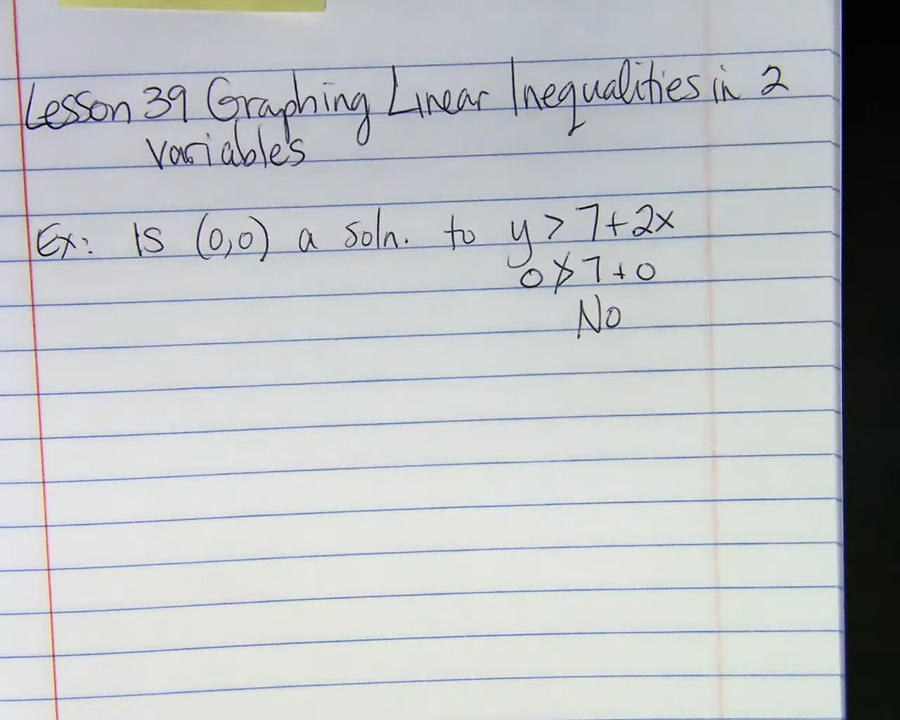 Lesson 39 Graphing Linear Inequalities in 2
variables
Ex: Is (0,0) a soln. to y > 7+2x
0 ≯ 7+0
No